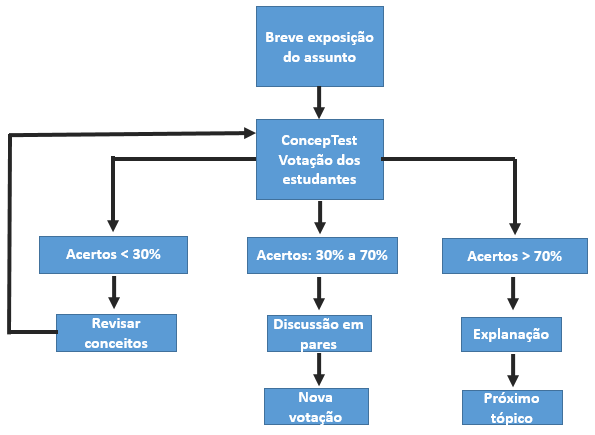 Breve exposição
do assunto
ConcepTest
Votação dos
estudantes
Acertos < 30%
Acertos: 30% a 70%
Acertos > 70%
Revisar
conceitos
Discussão em
pares
Explanação
Nova
votação
Próximo
tópico